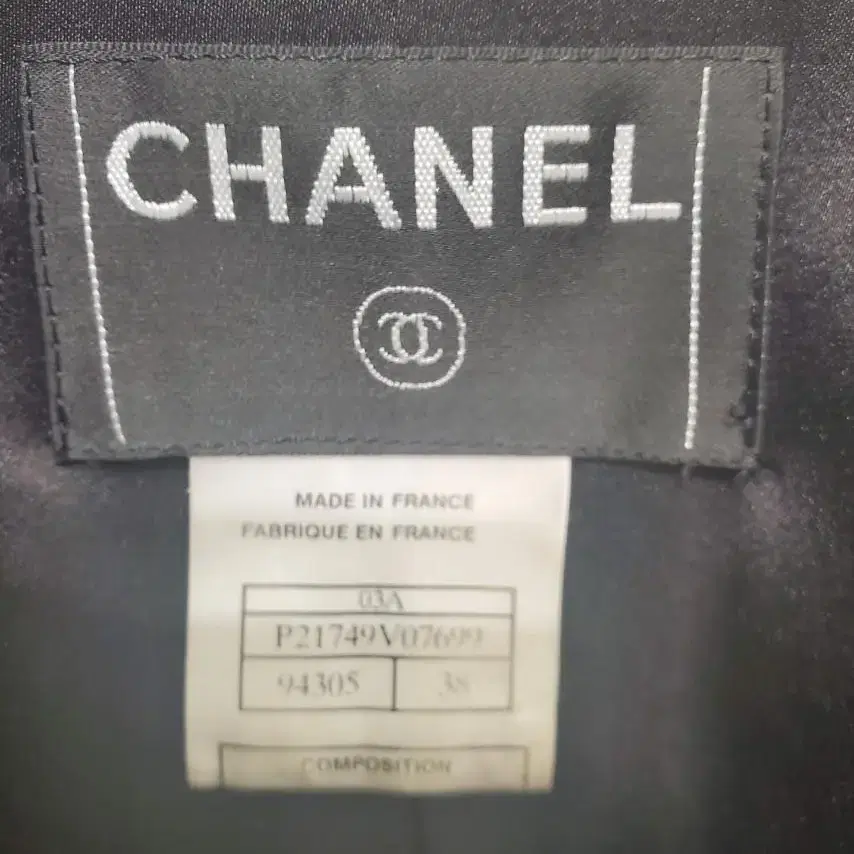 CHANEL
MADE IN FRANCE
FABRIQUE EN FRANCE
03A
P21749V07699
94305 38
COMPOSITION